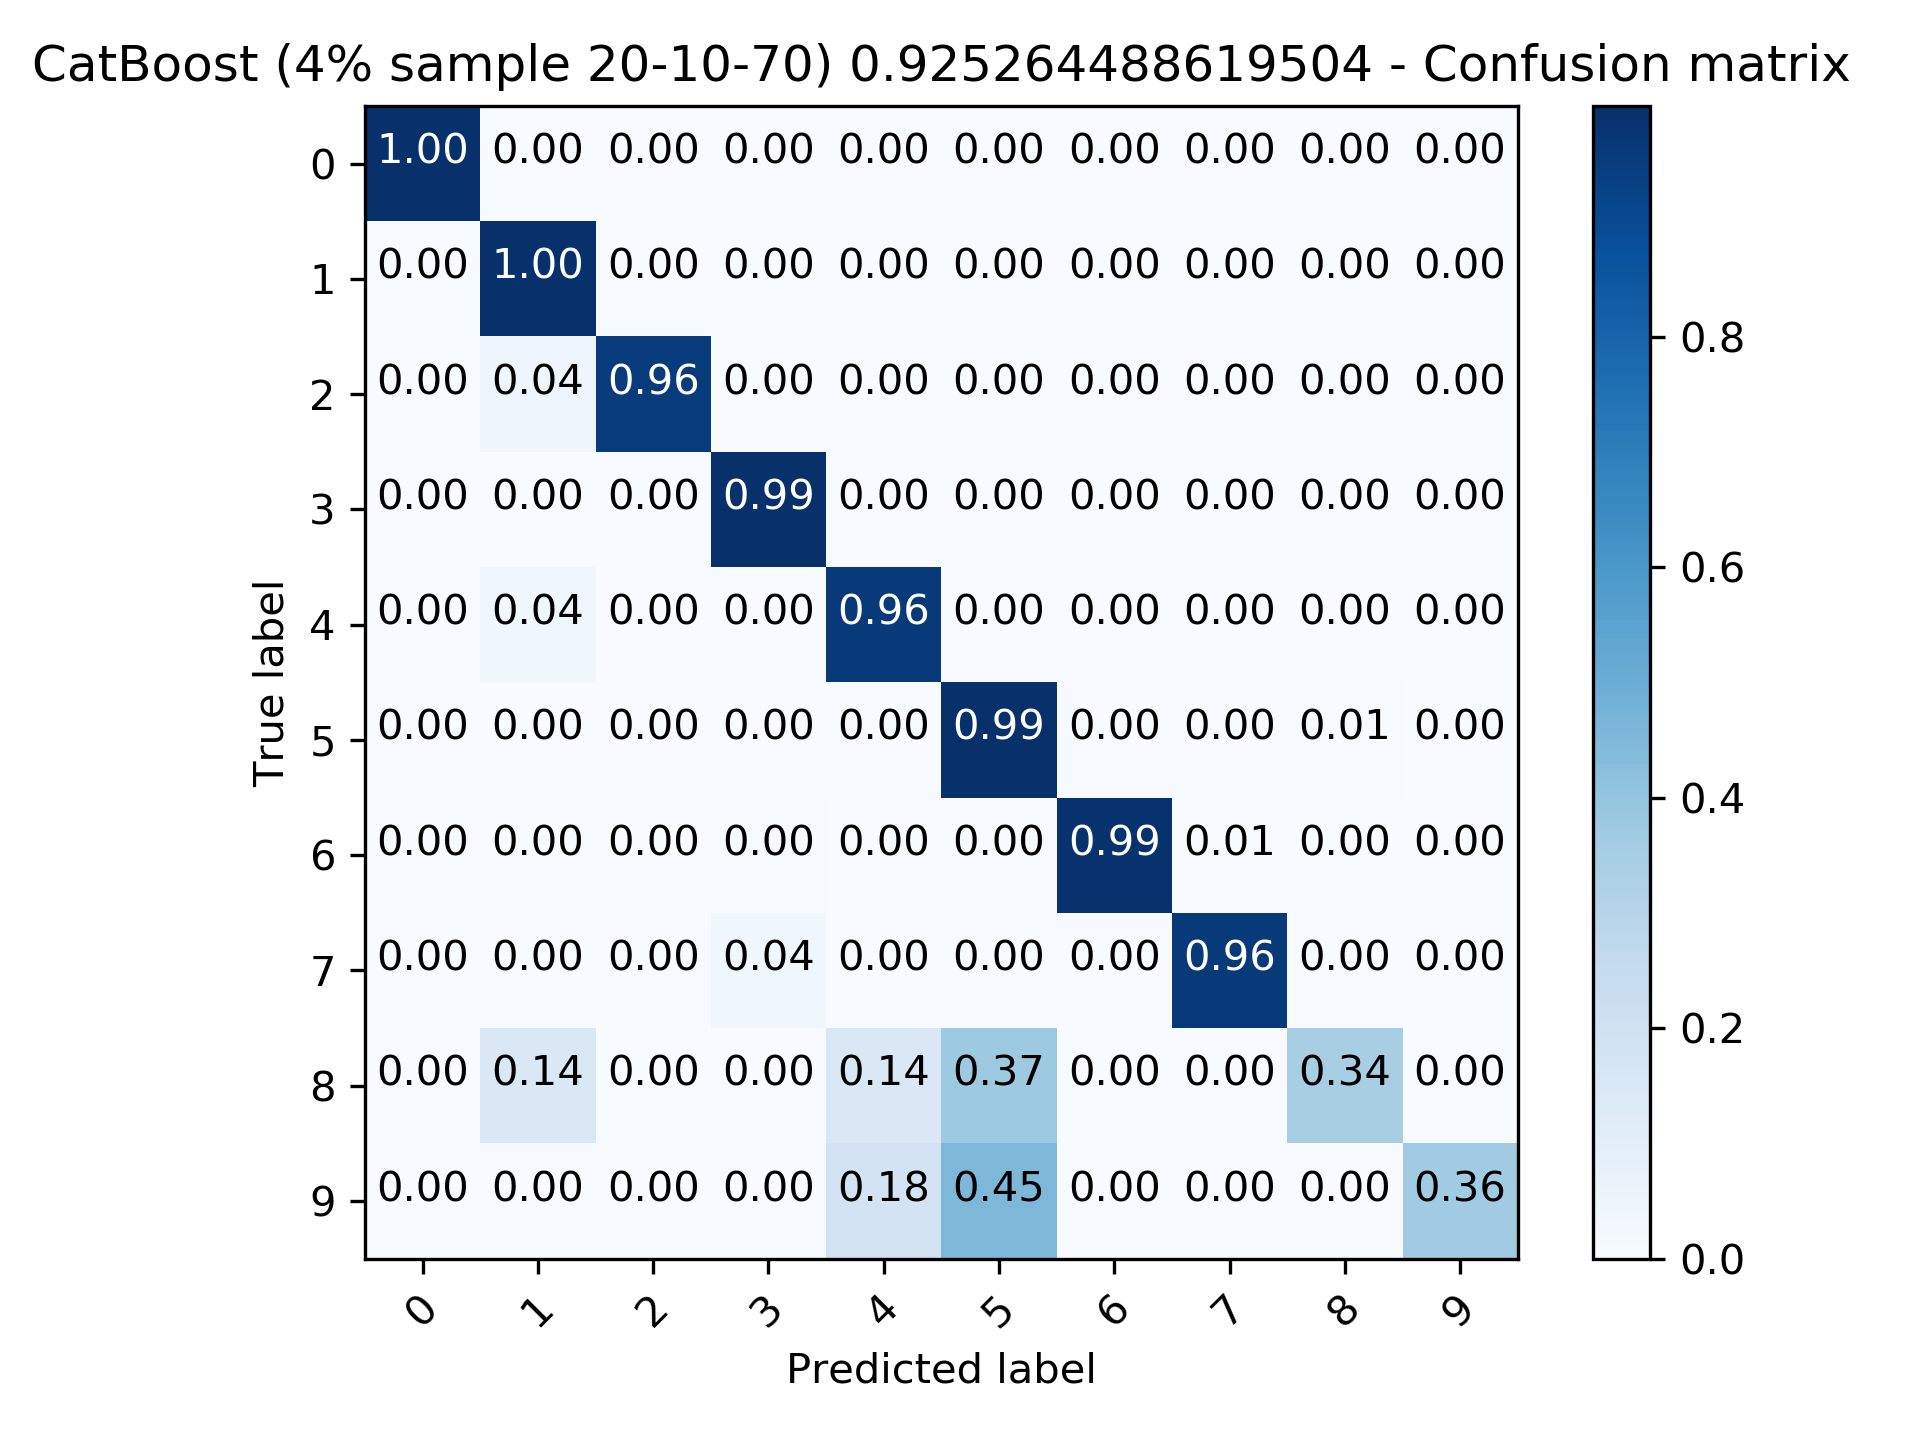 CatBoost (4% sample 20-10-70) 0.925264488619504 - Confusion matrix
0 1.00 0.00 0.00 0.00 0.00 0.00 0.00 0.00 0.00 0.00
1 0.00 1.00 0.00 0.00 0.00 0.00 0.00 0.00 0.00 0.00
2 0.00 0.04 0.96 0.00 0.00 0.00 0.00 0.00 0.00 0.00
3 0.00 0.00 0.00 0.99 0.00 0.00 0.00 0.00 0.00 0.00
4 0.00 0.04 0.00 0.00 0.96 0.00 0.00 0.00 0.00 0.00
5 0.00 0.00 0.00 0.00 0.00 0.99 0.00 0.00 0.01 0.00
6 0.00 0.00 0.00 0.00 0.00 0.00 0.99 0.01 0.00 0.00
7 0.00 0.00 0.00 0.04 0.00 0.00 0.00 0.96 0.00 0.00
8 0.00 0.14 0.00 0.00 0.14 0.37 0.00 0.00 0.34 0.00
9 0.00 0.00 0.00 0.00 0.18 0.45 0.00 0.00 0.00 0.36
0 1 2 3 4 5 6 7 8 9
True label
Predicted label
0.8
0.6
0.4
0.2
0.0